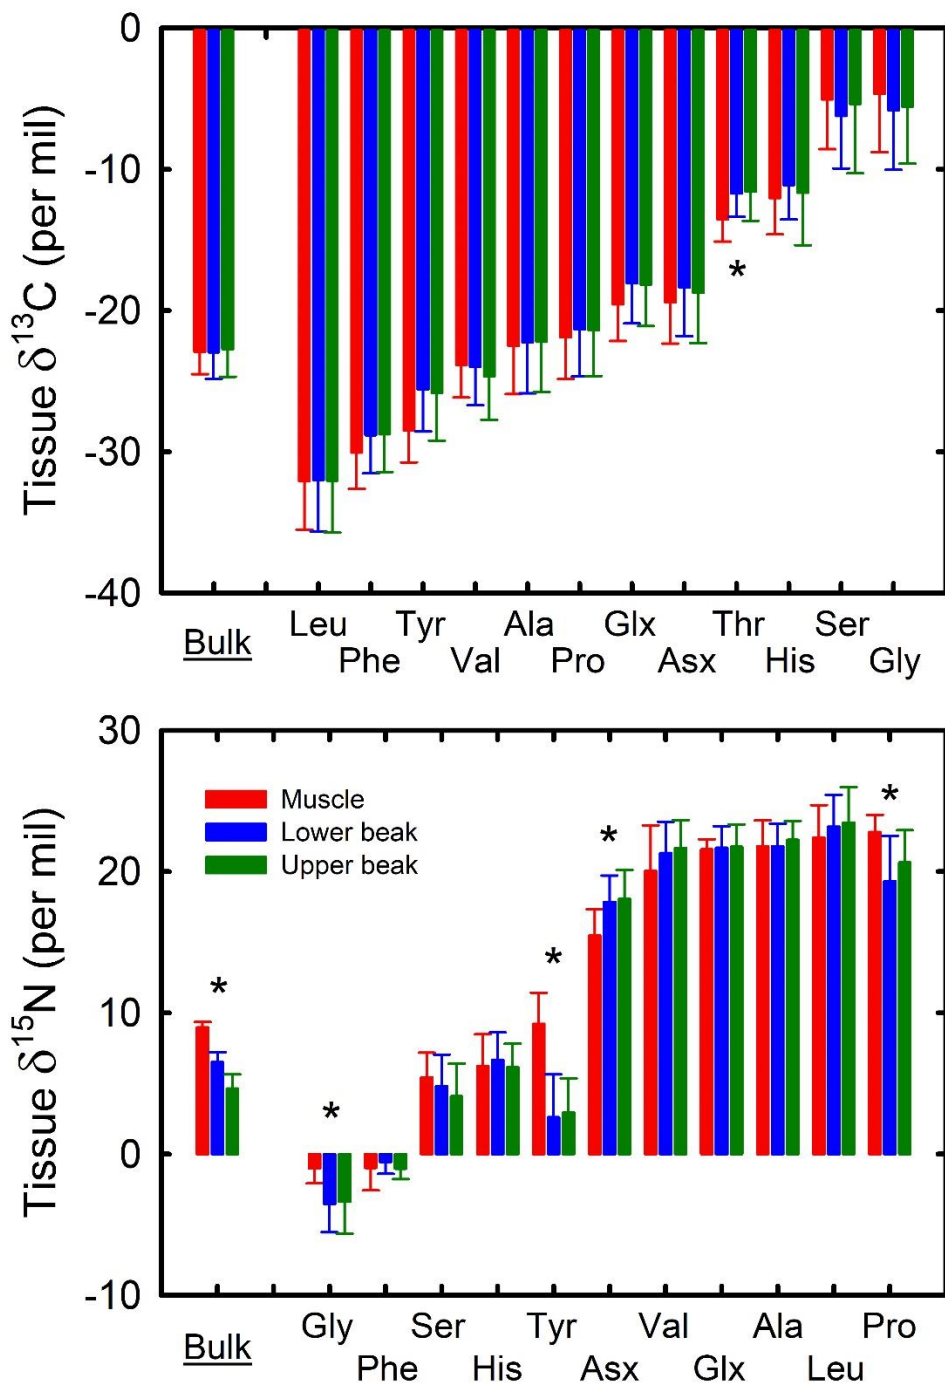 -0
-10
-20
-30
-40
Tissue δ13C (per mil)
*
Leu Tyr Ala Glx Thr Ser
Bulk Phe Val Pro Asx His Gly
30
20
10
0
-10
Tissue δ15N (per mil)
Muscle
Lower beak
Upper beak
* * * * *
Gly Ser Tyr Val Ala Pro
Bulk Phe His Asx Glx Leu